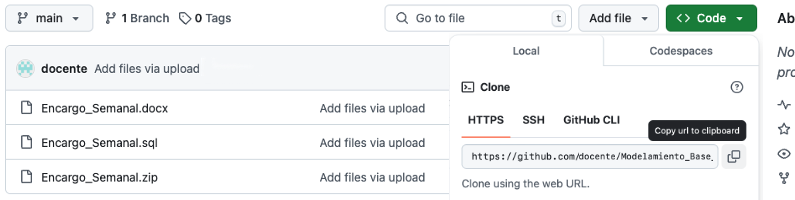 main 1 Branch 0 Tags Go to file t Add file Code Ab
Local Codespaces
No
pro
docente Add files via upload
Clone
Encargo_Semanal.docx Add files via upload
HTTPS SSH GitHub CLI
Copy url to clipboard
Encargo_Semanal.sql Add files via upload
https://github.com/docente/Modelamiento_Base_
Encargo_Semanal.zip Add files via upload
Clone using the web URL.